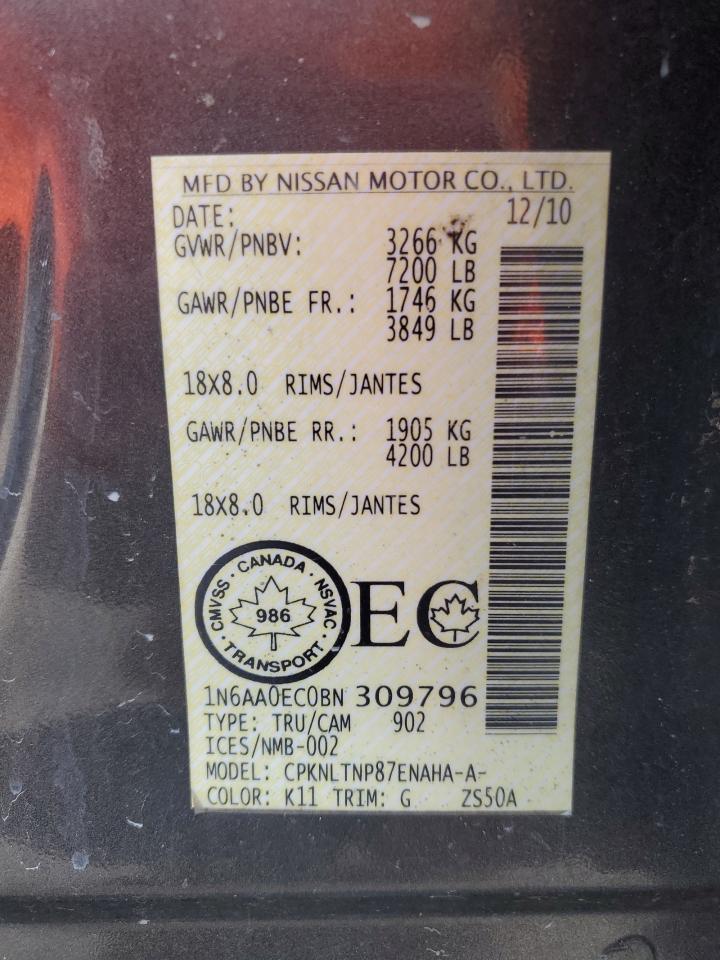 MFD BY NISSAN MOTOR CO., LTD.
DATE: 12/10
GVWR/PNBV: 3266 KG
7200 LB
GAWR/PNBE FR.: 1746 KG
3849 LB
18X8.0 RIMS/JANTES
GAWR/PNBE RR.: 1905 KG
4200 LB
18X8.0 RIMS/JANTES
CMVSS · CANADA · NSVAC
986
· TRANSPORT ·
EC
1N6AA0EC0BN 309796
TYPE: TRU/CAM 902
ICES/NMB-002
MODEL: CPKNLTNP87ENAHA-A-
COLOR: K11 TRIM: G ZS50A